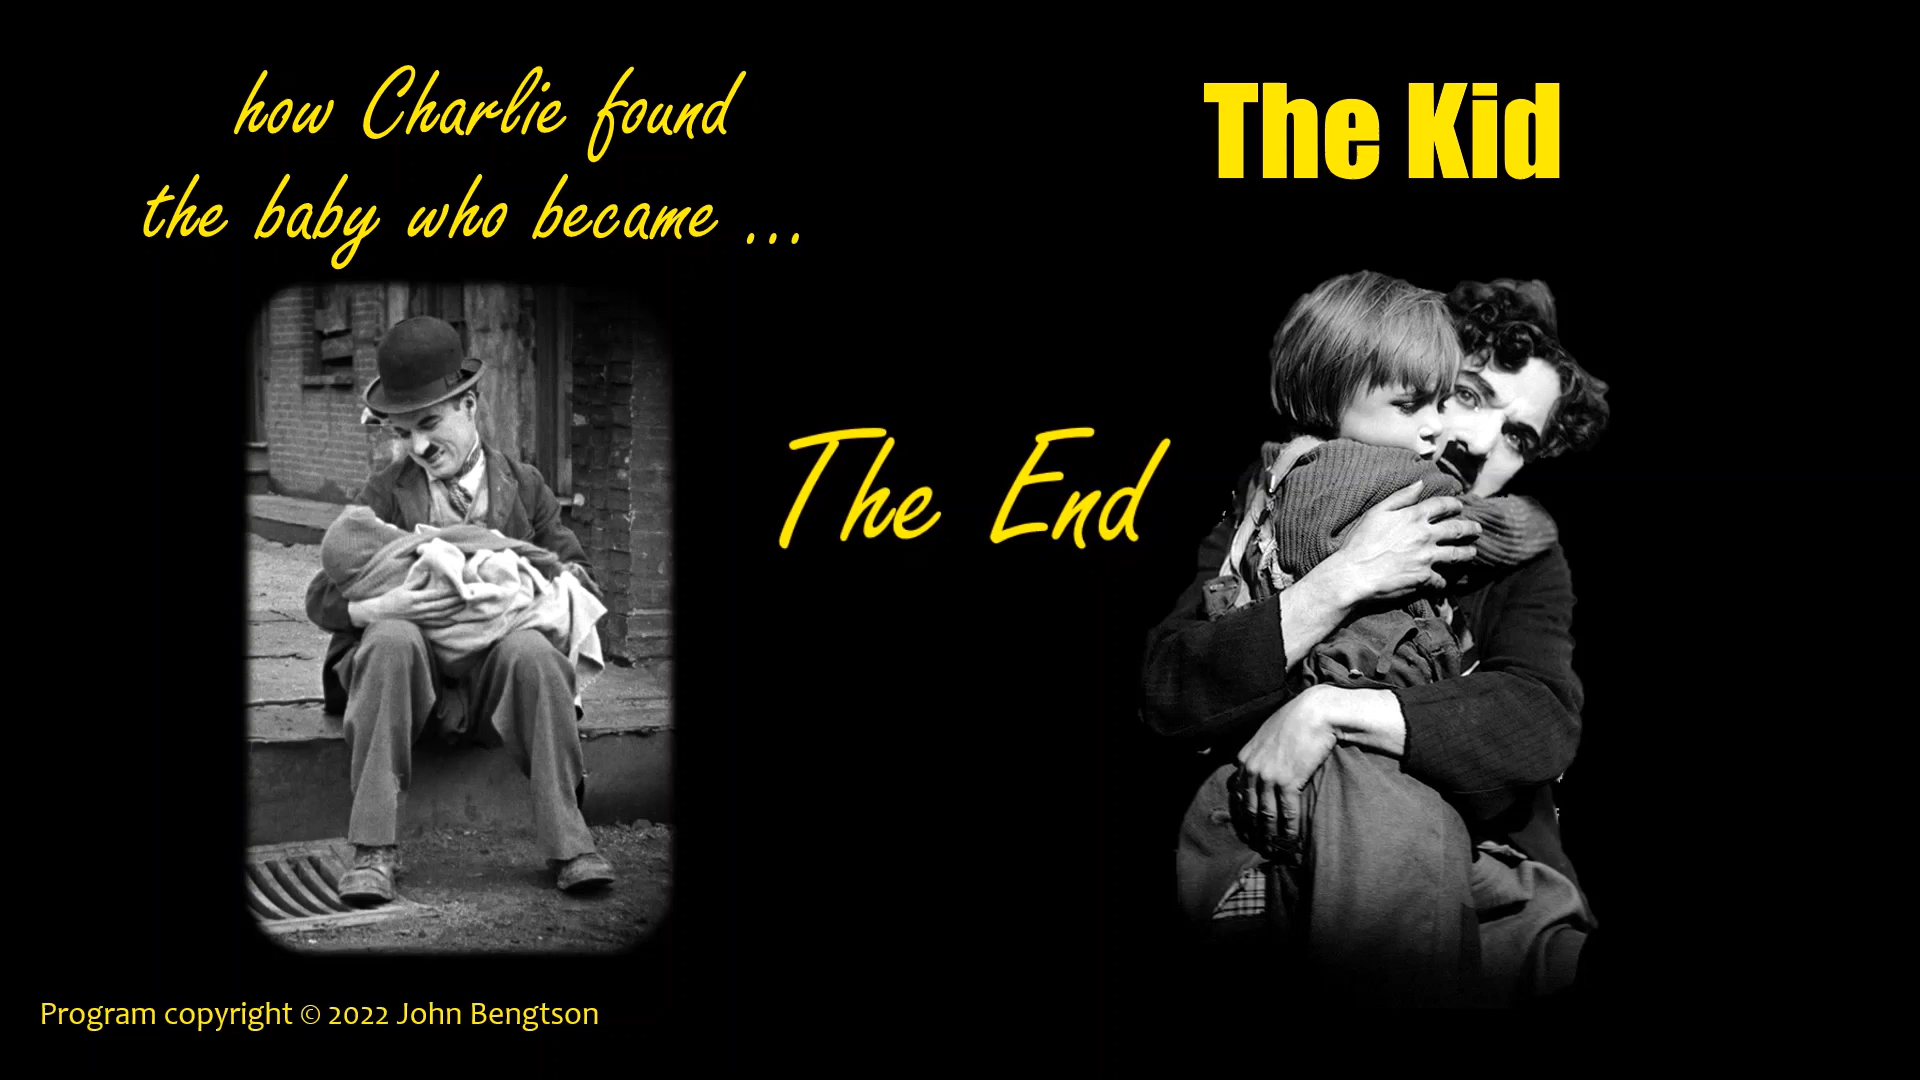 how Charlie found
the baby who became ...
The Kid
The End
Program copyright © 2022 John Bengtson